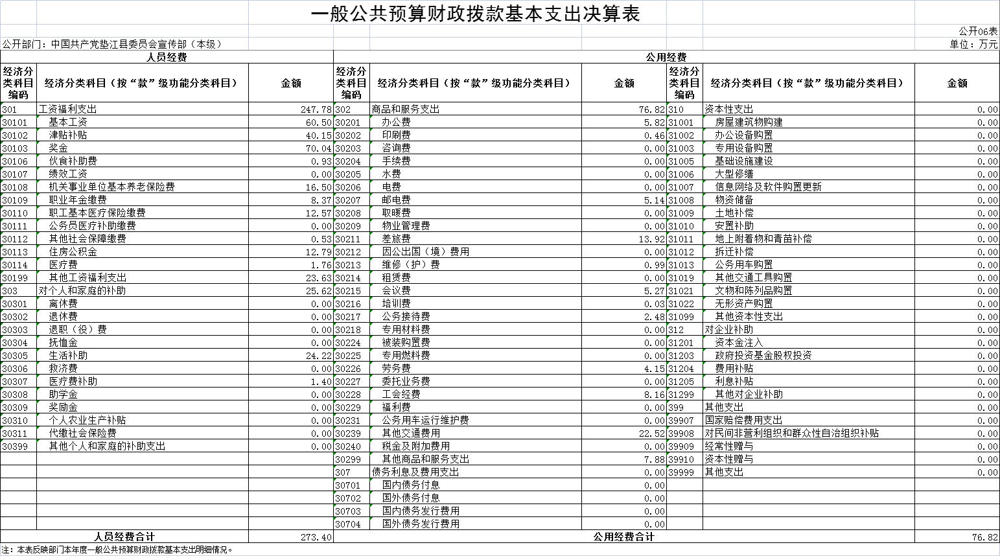 一般公共预算财政拨款基本支出决算表
公开06表
公开部门：中国共产党垫江县委员会宣传部（本级） 单位：万元
人员经费 公用经费
经济分类科目编码 经济分类科目（按“款”级功能分类科目） 金额 经济分类科目编码 经济分类科目（按“款”级功能分类科目） 金额 经济分类科目编码 经济分类科目（按“款”级功能分类科目） 金额
301 工资福利支出 247.78 302 商品和服务支出 76.82 310 资本性支出 0.00
30101 基本工资 60.50 30201 办公费 5.82 31001 房屋建筑物购建 0.00
30102 津贴补贴 40.15 30202 印刷费 0.46 31002 办公设备购置 0.00
30103 奖金 70.04 30203 咨询费 0.00 31003 专用设备购置 0.00
30106 伙食补助费 0.93 30204 手续费 0.00 31005 基础设施建设 0.00
30107 绩效工资 0.00 30205 水费 0.00 31006 大型修缮 0.00
30108 机关事业单位基本养老保险费 16.50 30206 电费 0.00 31007 信息网络及软件购置更新 0.00
30109 职业年金缴费 8.37 30207 邮电费 5.14 31008 物资储备 0.00
30110 职工基本医疗保险缴费 12.57 30208 取暖费 0.00 31009 土地补偿 0.00
30111 公务员医疗补助缴费 0.00 30209 物业管理费 0.00 31010 安置补助 0.00
30112 其他社会保障缴费 0.53 30211 差旅费 13.92 31011 地上附着物和青苗补偿 0.00
30113 住房公积金 12.79 30212 因公出国（境）费用 0.00 31012 拆迁补偿 0.00
30114 医疗费 1.76 30213 维修（护）费 0.99 31013 公务用车购置 0.00
30199 其他工资福利支出 23.63 30214 租赁费 0.00 31019 其他交通工具购置 0.00
303 对个人和家庭的补助 25.62 30215 会议费 5.27 31021 文物和陈列品购置 0.00
30301 离休费 0.00 30216 培训费 0.03 31022 无形资产购置 0.00
30302 退休费 0.00 30217 公务接待费 2.48 31099 其他资本性支出 0.00
30303 退职（役）费 0.00 30218 专用材料费 0.00 312 对企业补助 0.00
30304 抚恤金 0.00 30224 被装购置费 0.00 31201 资本金注入 0.00
30305 生活补助 24.22 30225 专用燃料费 0.00 31203 政府投资基金股权投资 0.00
30306 救济费 0.00 30226 劳务费 4.15 31204 费用补贴 0.00
30307 医疗费补助 1.40 30227 委托业务费 0.00 31205 利息补贴 0.00
30308 助学金 0.00 30228 工会经费 8.16 31299 其他对企业补助 0.00
30309 奖励金 0.00 30229 福利费 0.00 399 其他支出 0.00
30310 个人农业生产补贴 0.00 30231 公务用车运行维护费 0.00 39907 国家赔偿费用支出 0.00
30311 代缴社会保险费 0.00 30239 其他交通费用 22.52 39908 对民间非营利组织和群众性自治组织补贴 0.00
30399 其他个人和家庭的补助支出 0.00 30240 税金及附加费用 0.00 39909 经常性赠与 0.00
30299 其他商品和服务支出 7.88 39910 资本性赠与 0.00
307 债务利息及费用支出 0.00 39999 其他支出 0.00
30701 国内债务付息 0.00
30702 国外债务付息 0.00
30703 国内债务发行费用 0.00
30704 国外债务发行费用 0.00
人员经费合计 273.40 公用经费合计 76.82
注：本表反映部门本年度一般公共预算财政拨款基本支出明细情况。